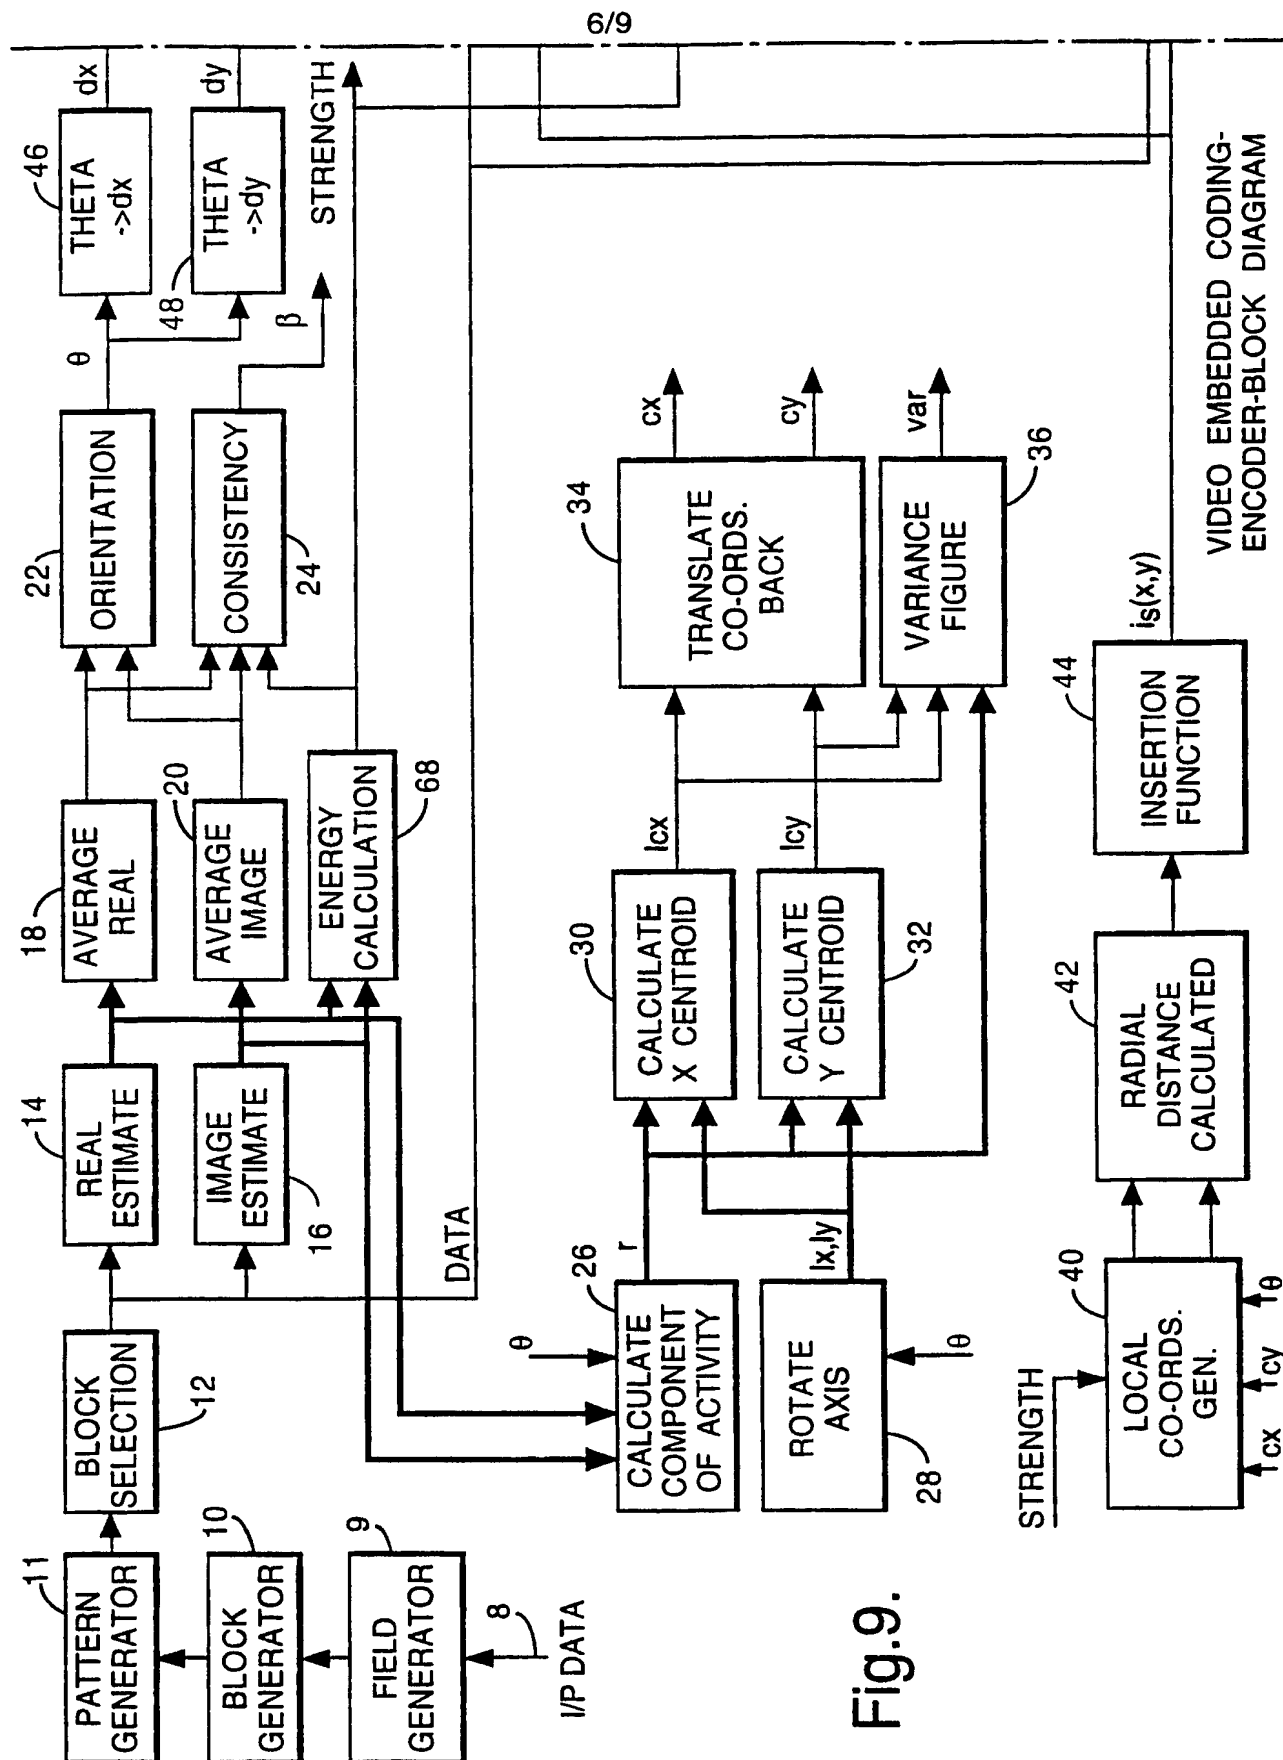 6/9
11
PATTERN
GENERATOR
10
BLOCK
GENERATOR
9
FIELD
GENERATOR
8
I/P DATA
BLOCK
SELECTION
12
14
REAL
ESTIMATE
IMAGE
ESTIMATE
16
DATA
18
AVERAGE
REAL
20
AVERAGE
IMAGE
ENERGY
CALCULATION
68
22
ORIENTATION
CONSISTENCY
24
θ
β
46
THETA
->dx
48
THETA
->dy
dx
dy
STRENGTH
θ
26
CALCULATE
COMPONENT
OF ACTIVITY
r
ROTATE
AXIS
28
θ
lx,ly
30
CALCULATE
X CENTROID
CALCULATE
Y CENTROID
32
lcx
lcy
34
TRANSLATE
CO-ORDS.
BACK
VARIANCE
FIGURE
36
cx
cy
var
STRENGTH
40
LOCAL
CO-ORDS.
GEN.
cx
cy
θ
42
RADIAL
DISTANCE
CALCULATED
44
INSERTION
FUNCTION
is(x,y)
VIDEO EMBEDDED CODING-
ENCODER-BLOCK DIAGRAM
Fig.9.